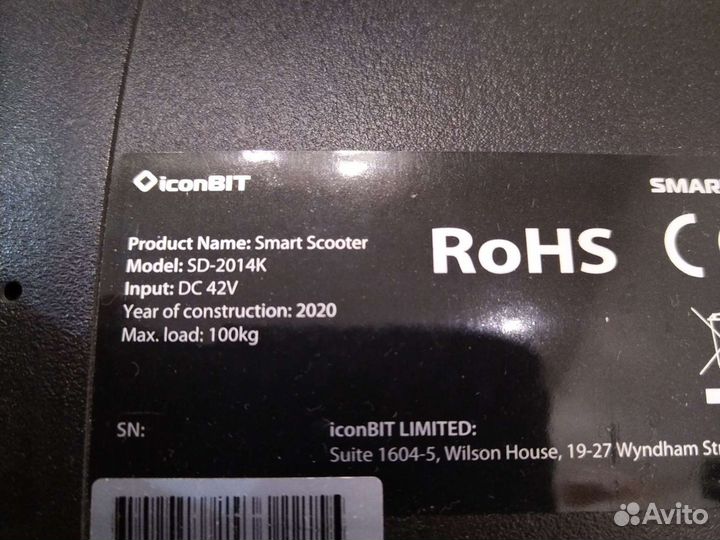 iconBIT
SMAR
Product Name: Smart Scooter
Model: SD-2014K
Input: DC 42V
Year of construction: 2020
Max. load: 100kg
RoHS
CE
SN:
iconBIT LIMITED:
Suite 1604-5, Wilson House, 19-27 Wyndham Str
Avito